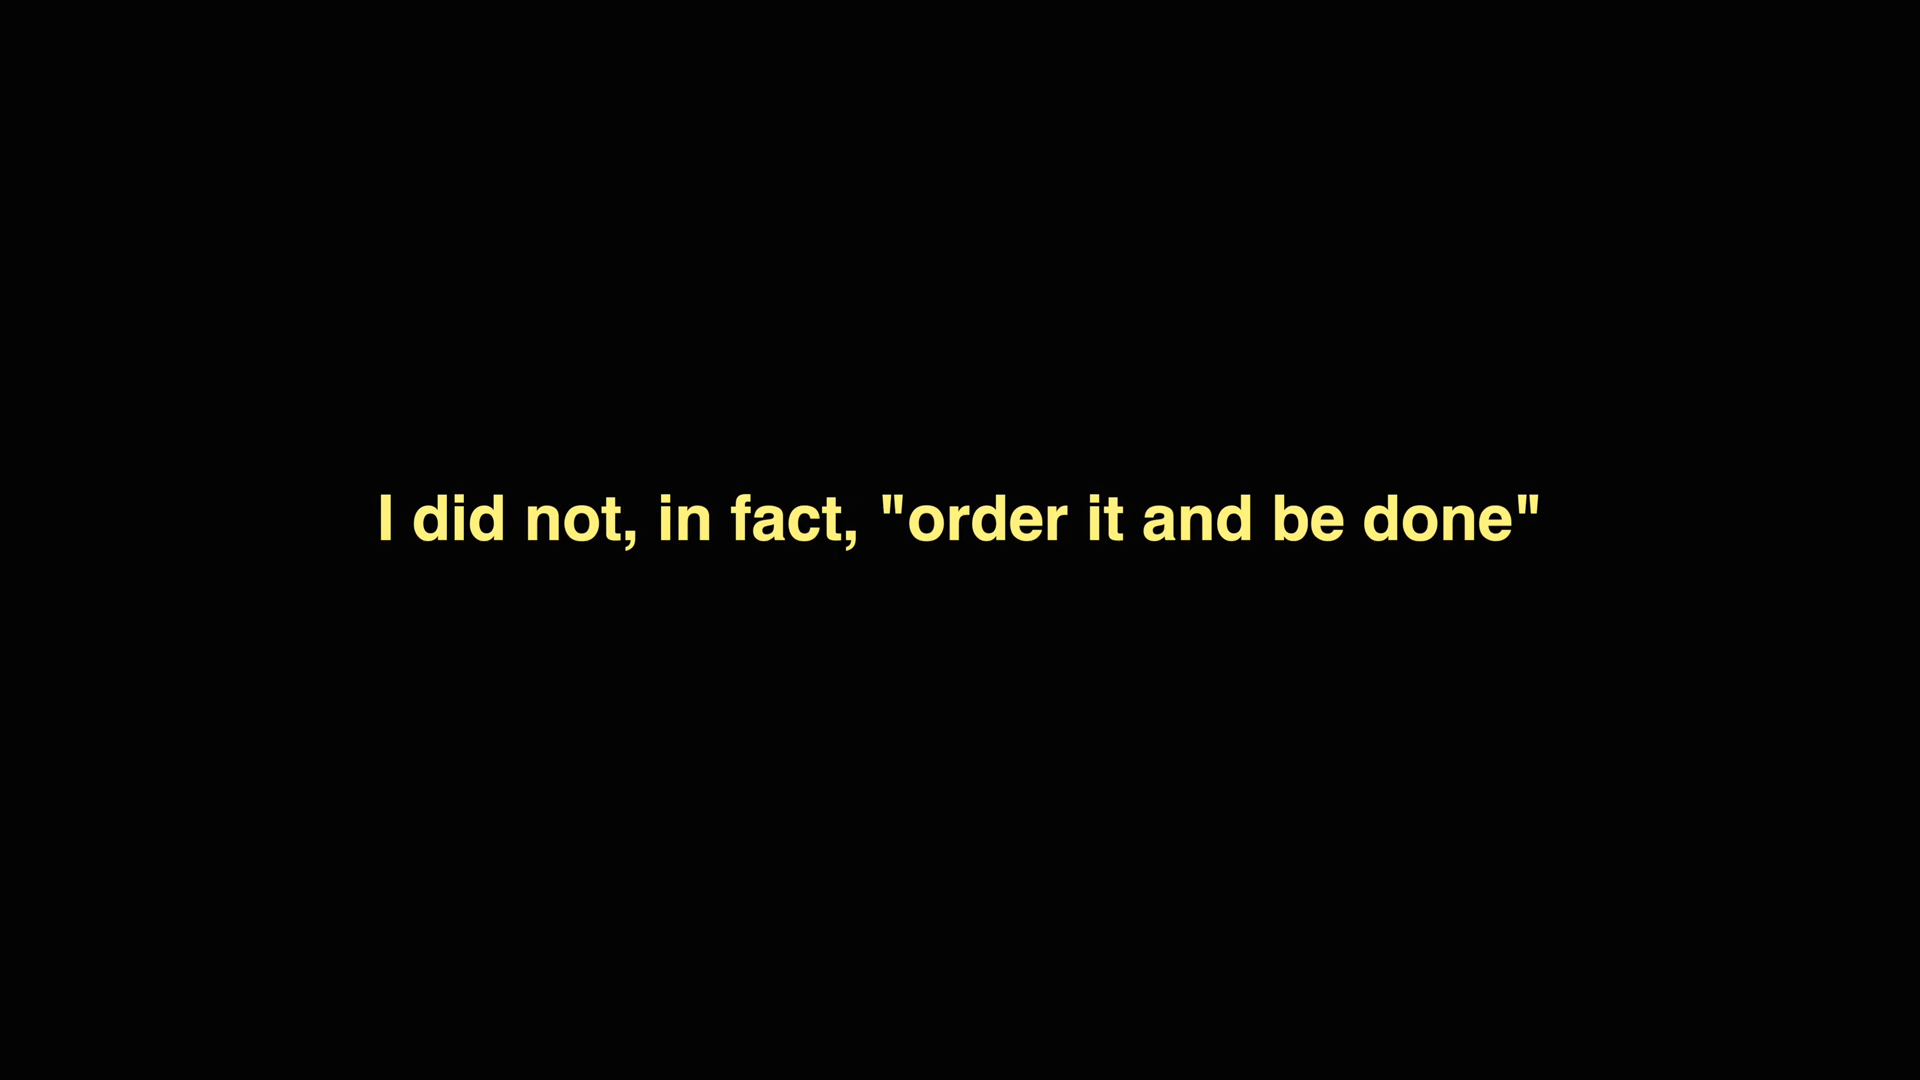 I did not, in fact, "order it and be done"